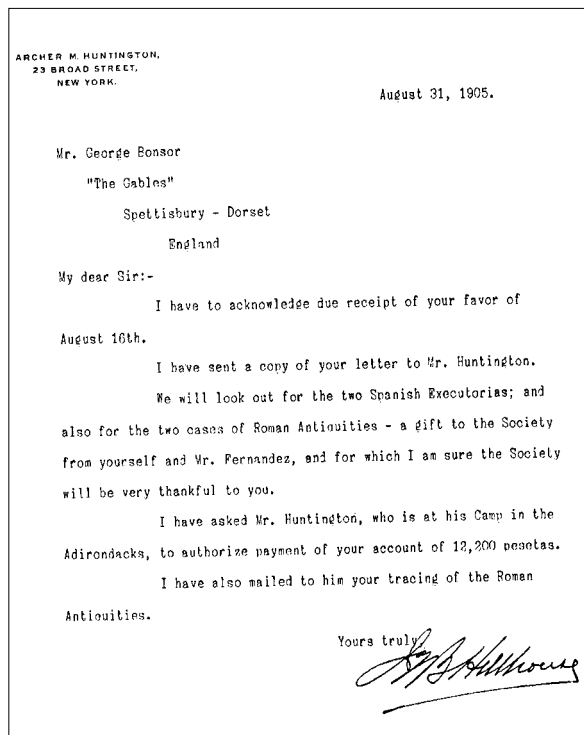 ARCHER M. HUNTINGTON,
23 BROAD STREET,
NEW YORK.
August 31, 1905.
Mr. George Bonsor
"The Gables"
Spettisbury - Dorset
England
My dear Sir:-
I have to acknowledge due receipt of your favor of
August 16th.
I have sent a copy of your letter to Mr. Huntington.
We will look out for the two Spanish Executorias; and
also for the two cases of Roman Antiquities - a gift to the Society
from yourself and Mr. Fernandez, and for which I am sure the Society
will be very thankful to you.
I have asked Mr. Huntington, who is at his Camp in the
Adirondacks, to authorize payment of your account of 12,200 pesetas.
I have also mailed to him your tracing of the Roman
Antiquities.
Yours truly
Hillhouse